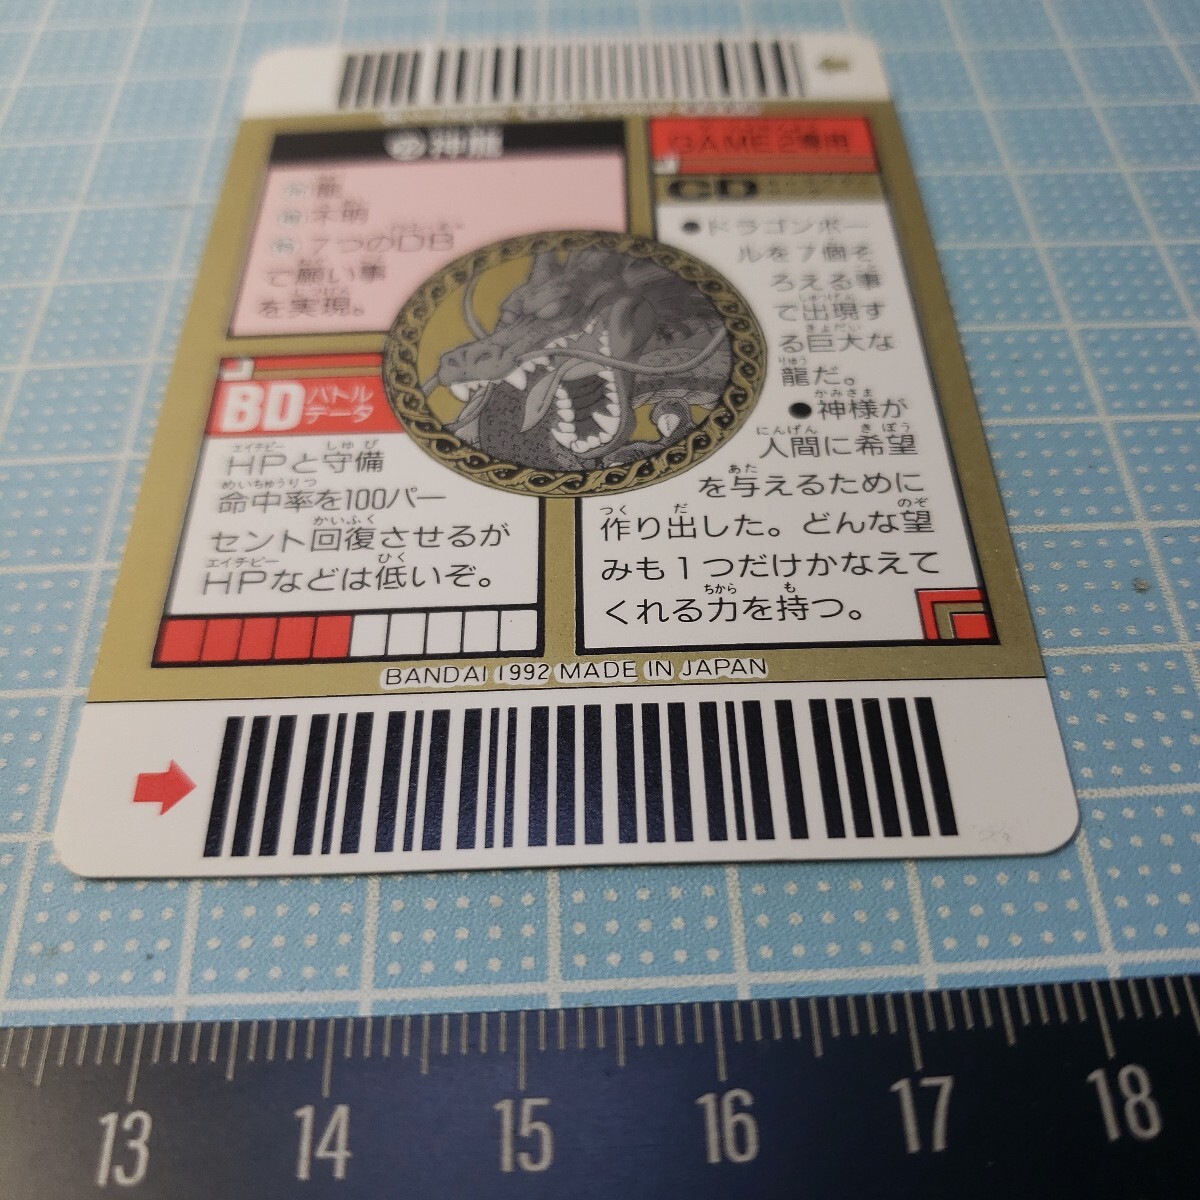 神龍
龍
不明
7つのDB
で願い事
を実現。
GAME 2専用
CD
●ドラゴンボー
ルを7個そ
ろえる事
で出現す
る巨大な
龍だ。
●神様が
人間に希望
を与えるために
作り出した。どんな望
みも1つだけかなえて
くれる力を持つ。
BD バトル
データ
HPと守備
命中率を100パー
セント回復させるが
HPなどは低いぞ。
BANDAI 1992 MADE IN JAPAN
13 14 15 16 17 18